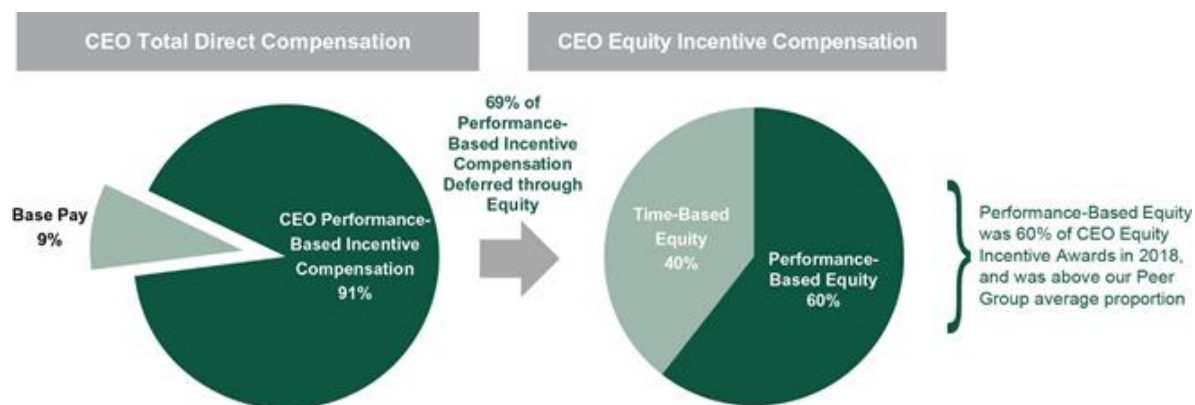 CEO Total Direct Compensation
CEO Equity Incentive Compensation
Base Pay
9%
CEO Performance-
Based Incentive
Compensation
91%
69% of
Performance-
Based Incentive
Compensation
Deferred through
Equity
Time-Based
Equity
40%
Performance-
Based Equity
60%
Performance-Based Equity
was 60% of CEO Equity
Incentive Awards in 2018,
and was above our Peer
Group average proportion